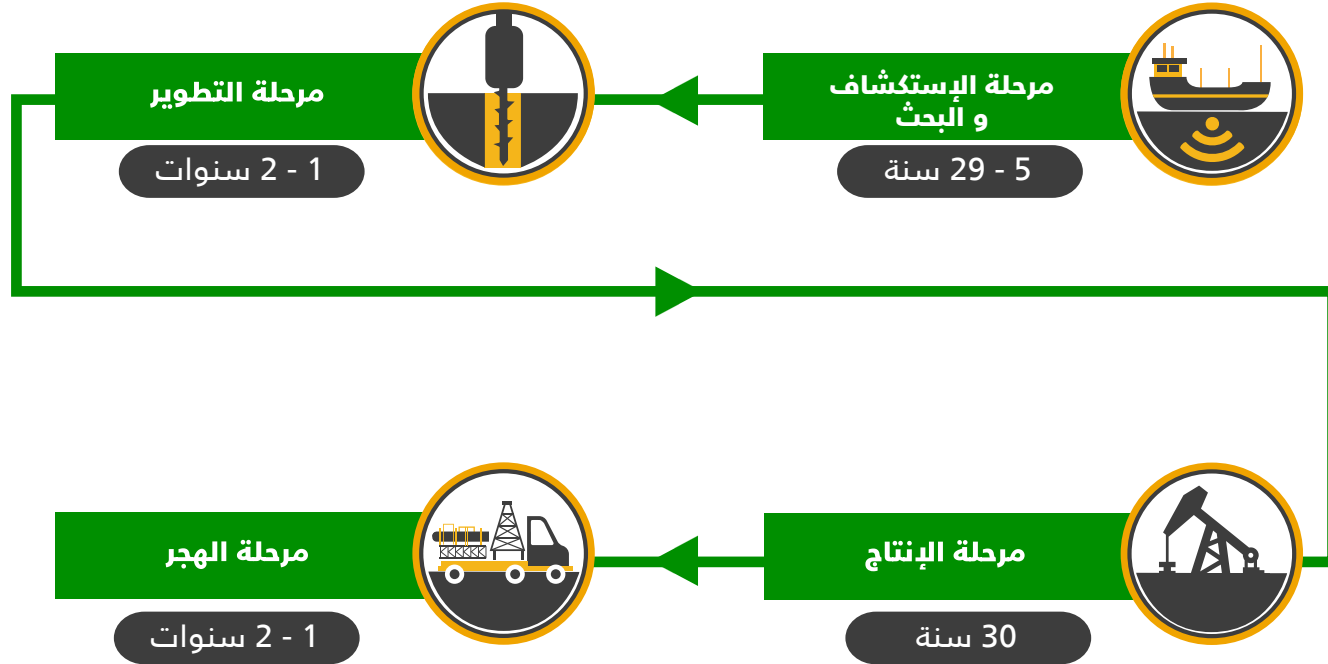 مرحلة الإستكشاف
و البحث
5 - 29 سنة
مرحلة التطوير
1 - 2 سنوات
مرحلة الإنتاج
30 سنة
مرحلة الهجر
1 - 2 سنوات